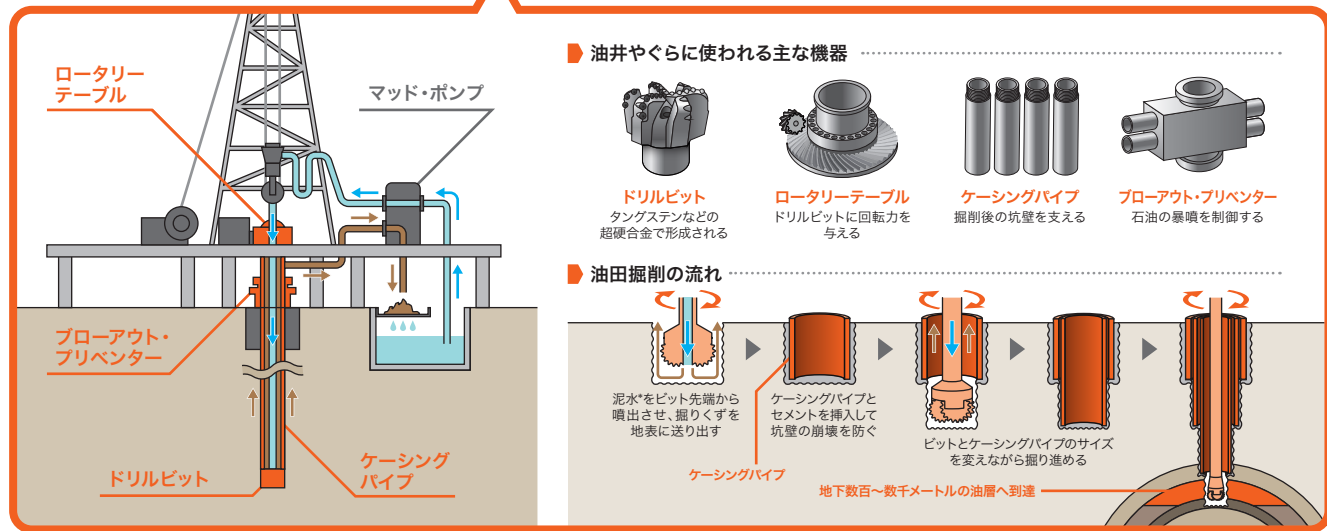 ロータリー
テーブル
マッド・ポンプ
ブローアウト・
プリベンター
ドリルビット
ケーシング
パイプ
油井やぐらに使われる主な機器
ドリルビット
タングステンなどの
超硬合金で形成される
ロータリーテーブル
ドリルビットに回転力を
与える
ケーシングパイプ
掘削後の坑壁を支える
ブローアウト・プリベンター
石油の暴噴を制御する
油田掘削の流れ
泥水*をビット先端から
噴出させ、掘りくずを
地表に送り出す
ケーシングパイプと
セメントを挿入して
坑壁の崩壊を防ぐ
ケーシングパイプ
ビットとケーシングパイプのサイズ
を変えながら掘り進める
地下数百〜数千メートルの油層へ到達